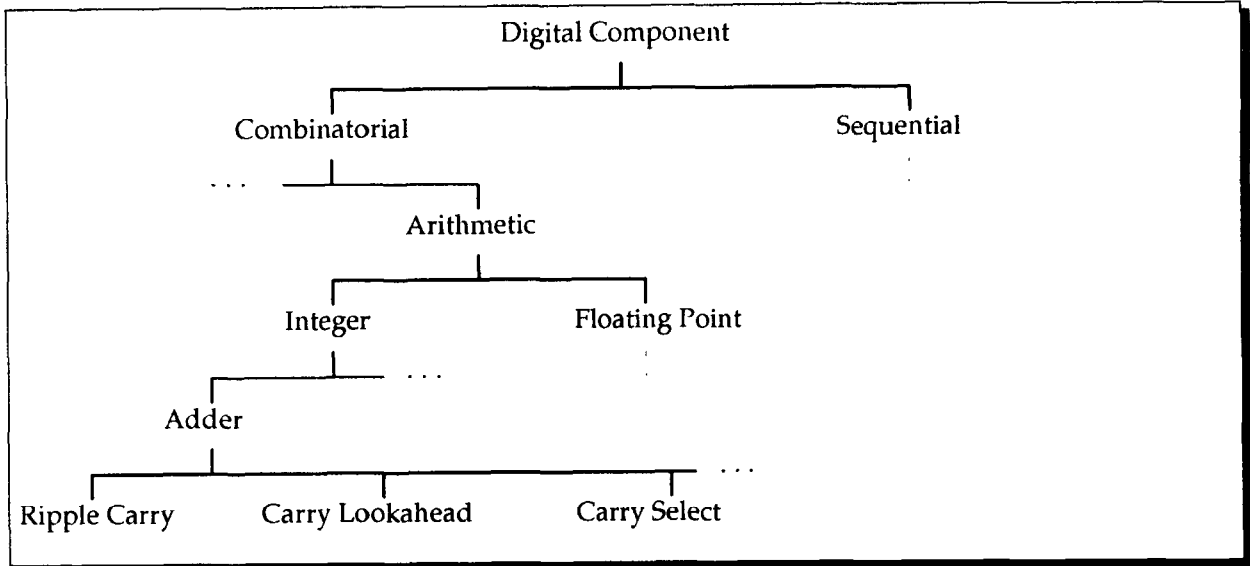 Digital Component
Combinatorial Sequential
. . .
Arithmetic
Integer Floating Point
. . .
Adder
. . .
Ripple Carry Carry Lookahead Carry Select